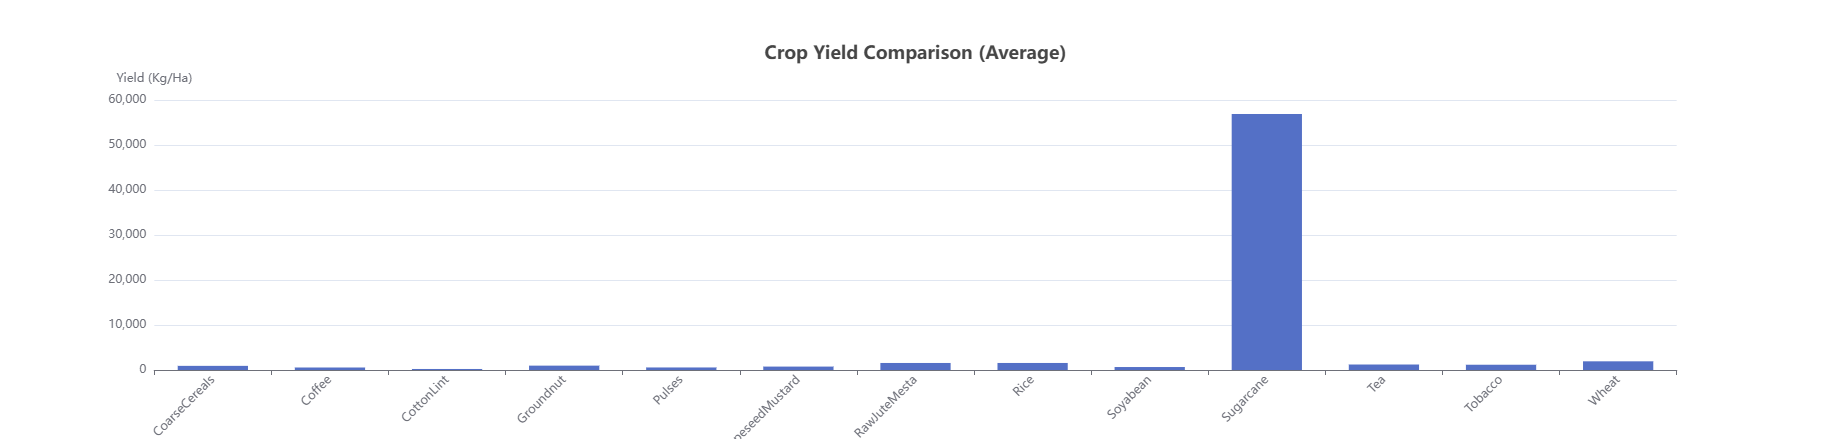 Crop Yield Comparison (Average)
Yield (Kg/Ha)
60,000
50,000
40,000
30,000
20,000
10,000
0
CoarseCereals
Coffee
CottonLint
Groundnut
Pulses
peseedMustard
RawJuteMesta
Rice
Soyabean
Sugarcane
Tea
Tobacco
Wheat